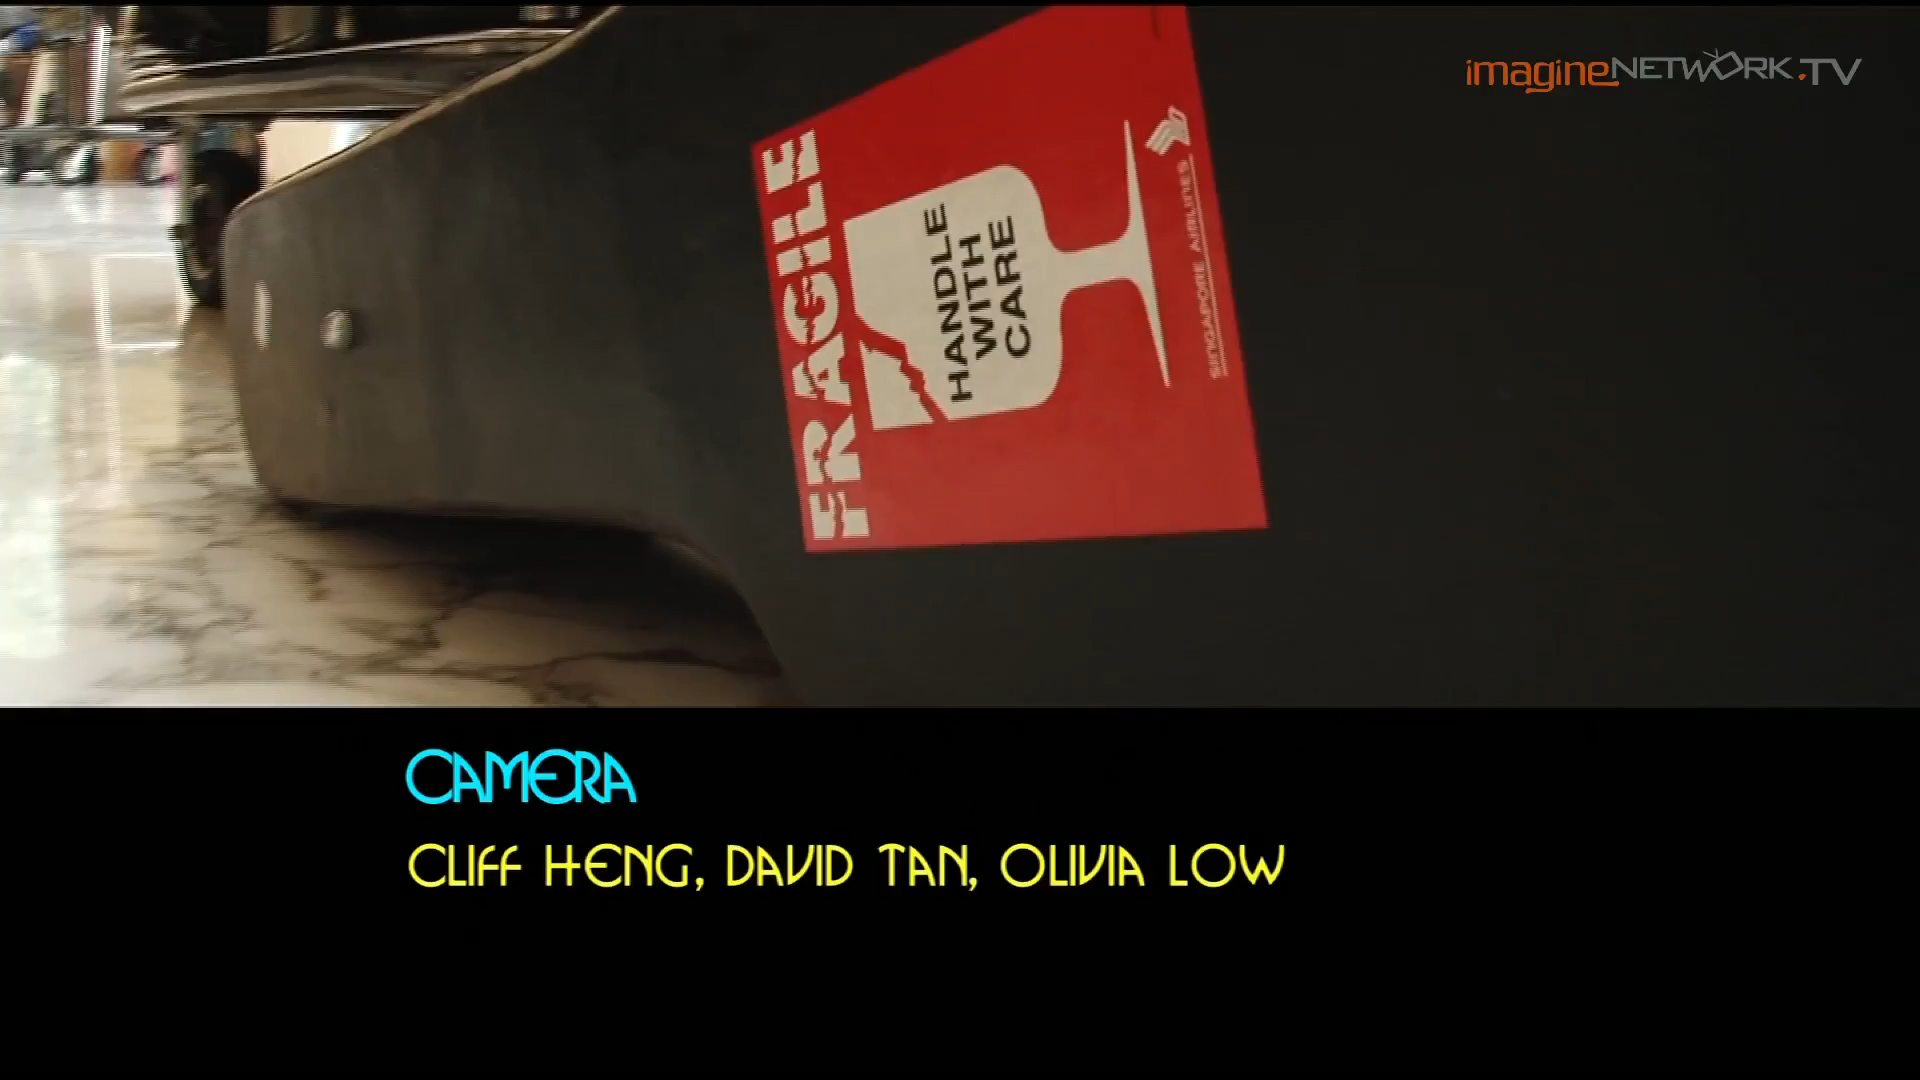 imagineNETWORK.TV
FRAGILE
HANDLE
WITH
CARE
SINGAPORE AIRLINES
CAMERA
CLIFF HENG, DAVID TAN, OLIVIA LOW